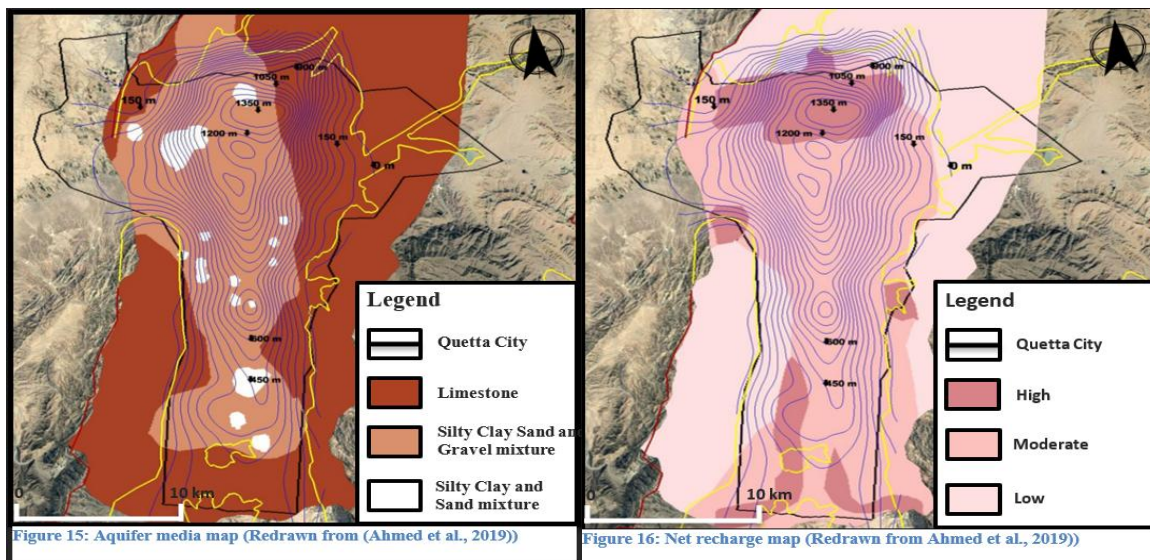 150 m
900 m
1050 m
1350 m
1200 m
150 m
0 m
600 m
450 m
0
10 km
Legend
Quetta City
Limestone
Silty Clay Sand and
Gravel mixture
Silty Clay and
Sand mixture
Figure 15: Aquifer media map (Redrawn from (Ahmed et al., 2019))
150 m
900 m
1050 m
1350 m
1200 m
150 m
0 m
600 m
450 m
0
10 km
Legend
Quetta City
High
Moderate
Low
Figure 16: Net recharge map (Redrawn from Ahmed et al., 2019))